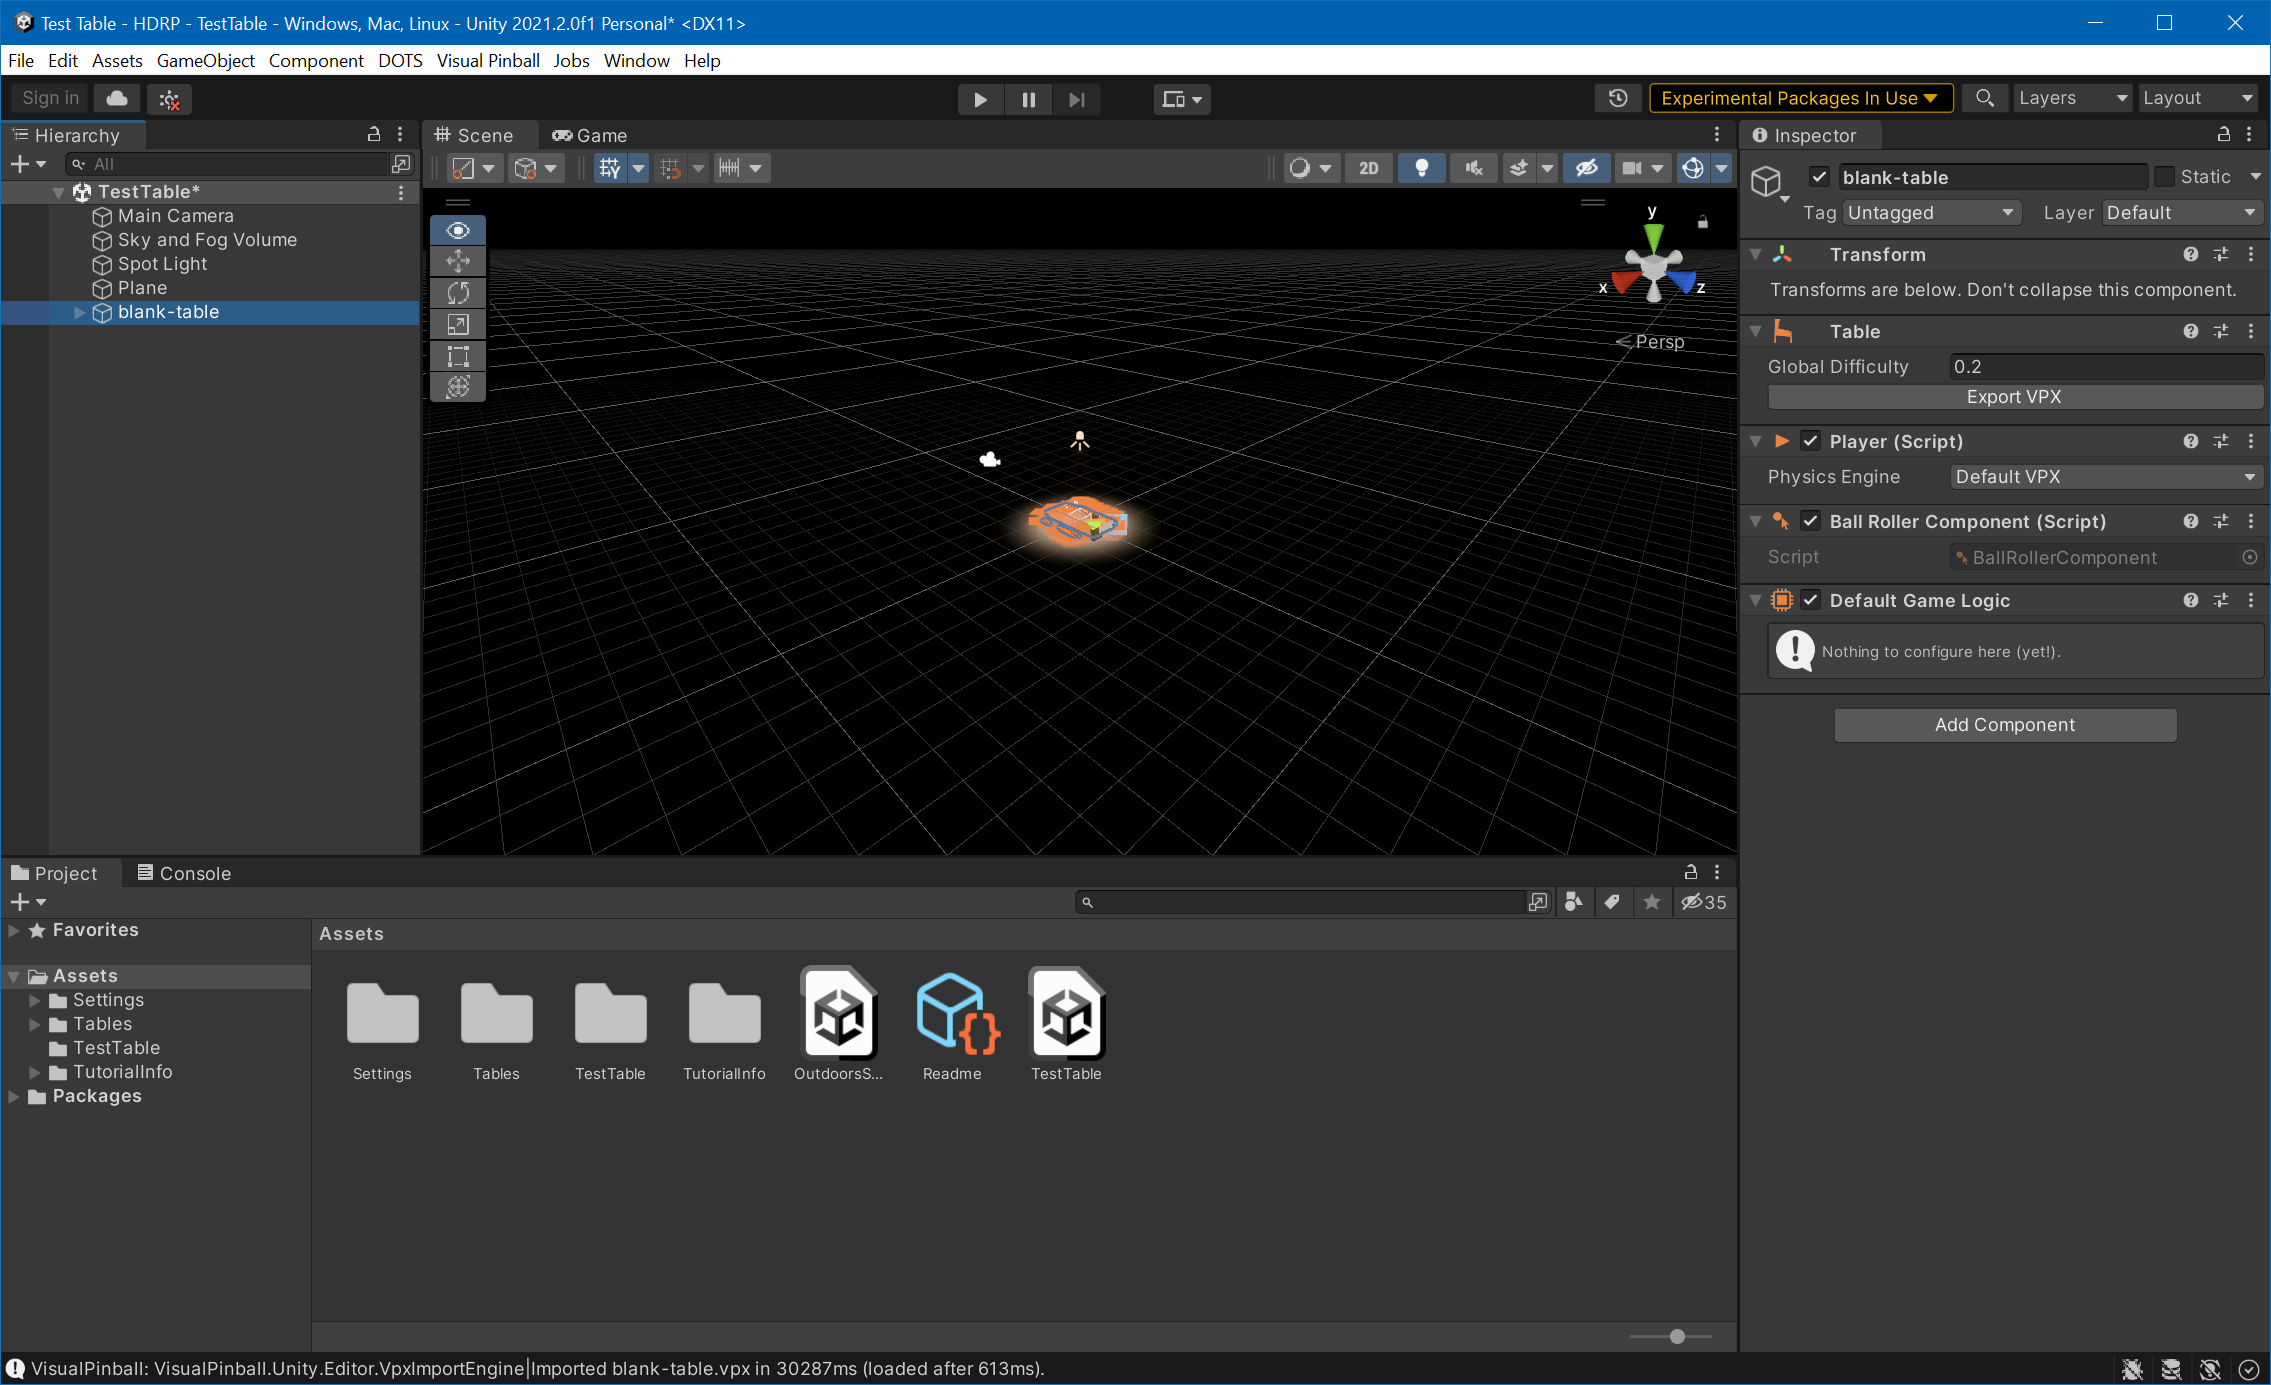 Test Table - HDRP - TestTable - Windows, Mac, Linux - Unity 2021.2.0f1 Personal* <DX11>
File Edit Assets GameObject Component DOTS Visual Pinball Jobs Window Help
Sign in
Experimental Packages In Use
Layers
Layout
Hierarchy
All
TestTable*
Main Camera
Sky and Fog Volume
Spot Light
Plane
blank-table
Scene
Game
2D
y
x
z
Persp
Inspector
blank-table
Static
Tag Untagged
Layer Default
Transform
Transforms are below. Don't collapse this component.
Table
Global Difficulty 0.2
Export VPX
Player (Script)
Physics Engine Default VPX
Ball Roller Component (Script)
Script BallRollerComponent
Default Game Logic
Nothing to configure here (yet!).
Add Component
Project
Console
35
Favorites
Assets
Settings
Tables
TestTable
TutorialInfo
Packages
Assets
Settings
Tables
TestTable
TutorialInfo
OutdoorsS...
Readme
TestTable
VisualPinball: VisualPinball.Unity.Editor.VpxImportEngine|Imported blank-table.vpx in 30287ms (loaded after 613ms).